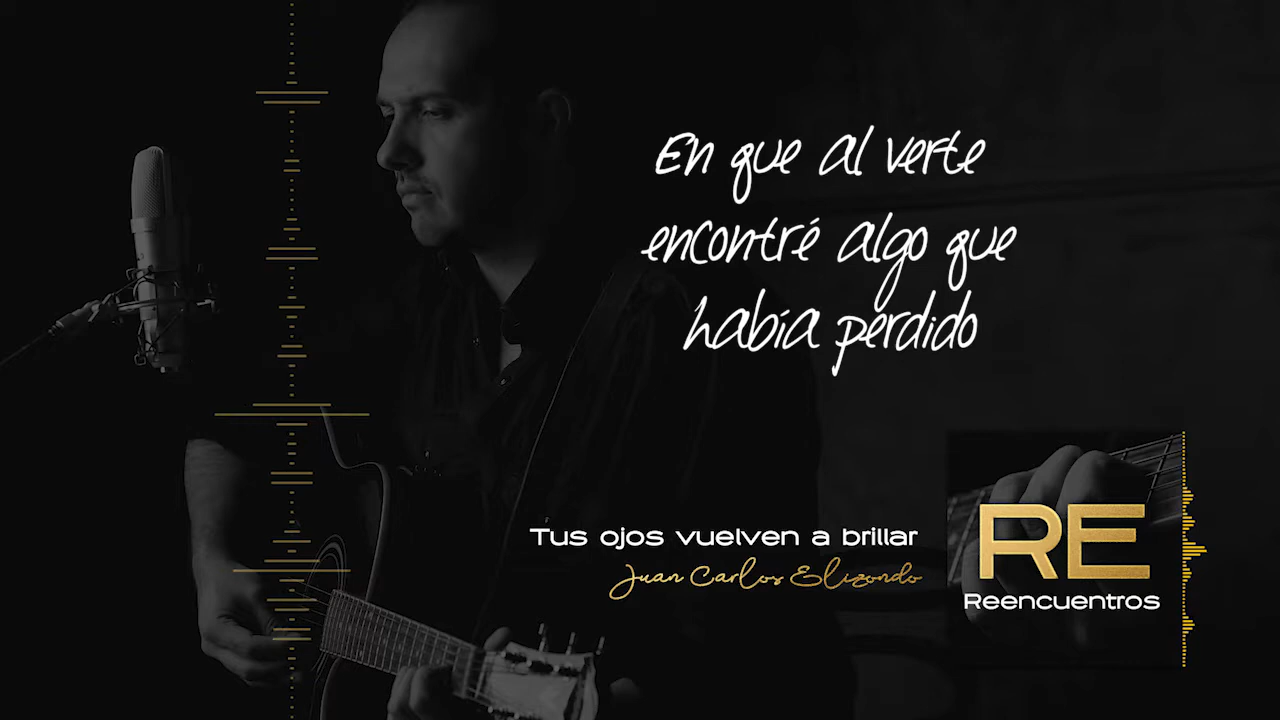 En que al verte
encontré algo que
había perdido
Tus ojos vuelven a brillar
Juan Carlos Elizondo
RE
Reencuentros